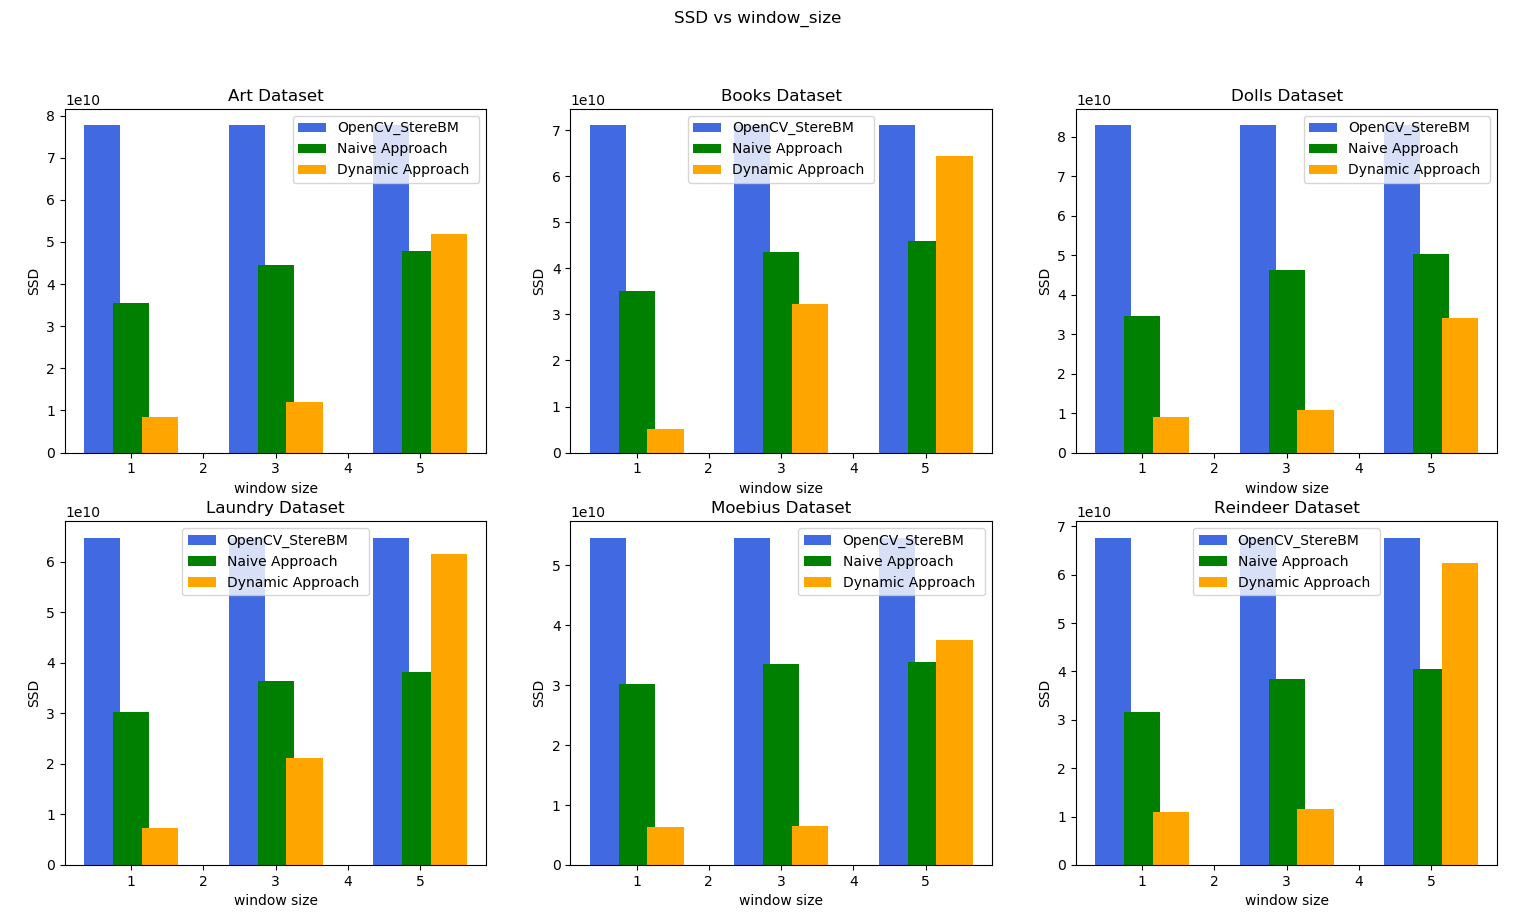 SSD vs window_size
Art Dataset
1e10
SSD
8
7
6
5
4
3
2
1
0
OpenCV_StereBM
Naive Approach
Dynamic Approach
1 2 3 4 5
window size
Books Dataset
1e10
SSD
7
6
5
4
3
2
1
0
OpenCV_StereBM
Naive Approach
Dynamic Approach
1 2 3 4 5
window size
Dolls Dataset
1e10
SSD
8
7
6
5
4
3
2
1
0
OpenCV_StereBM
Naive Approach
Dynamic Approach
1 2 3 4 5
window size
Laundry Dataset
1e10
SSD
6
5
4
3
2
1
0
OpenCV_StereBM
Naive Approach
Dynamic Approach
1 2 3 4 5
window size
Moebius Dataset
1e10
SSD
5
4
3
2
1
0
OpenCV_StereBM
Naive Approach
Dynamic Approach
1 2 3 4 5
window size
Reindeer Dataset
1e10
SSD
7
6
5
4
3
2
1
0
OpenCV_StereBM
Naive Approach
Dynamic Approach
1 2 3 4 5
window size